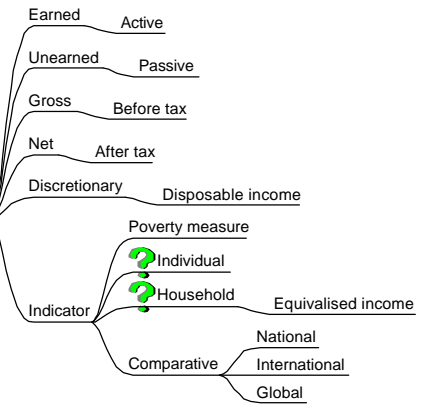 Earned
Active
Unearned
Passive
Gross
Before tax
Net
After tax
Discretionary
Disposable income
Indicator
Poverty measure
Individual
Household
Equivalised income
Comparative
National
International
Global